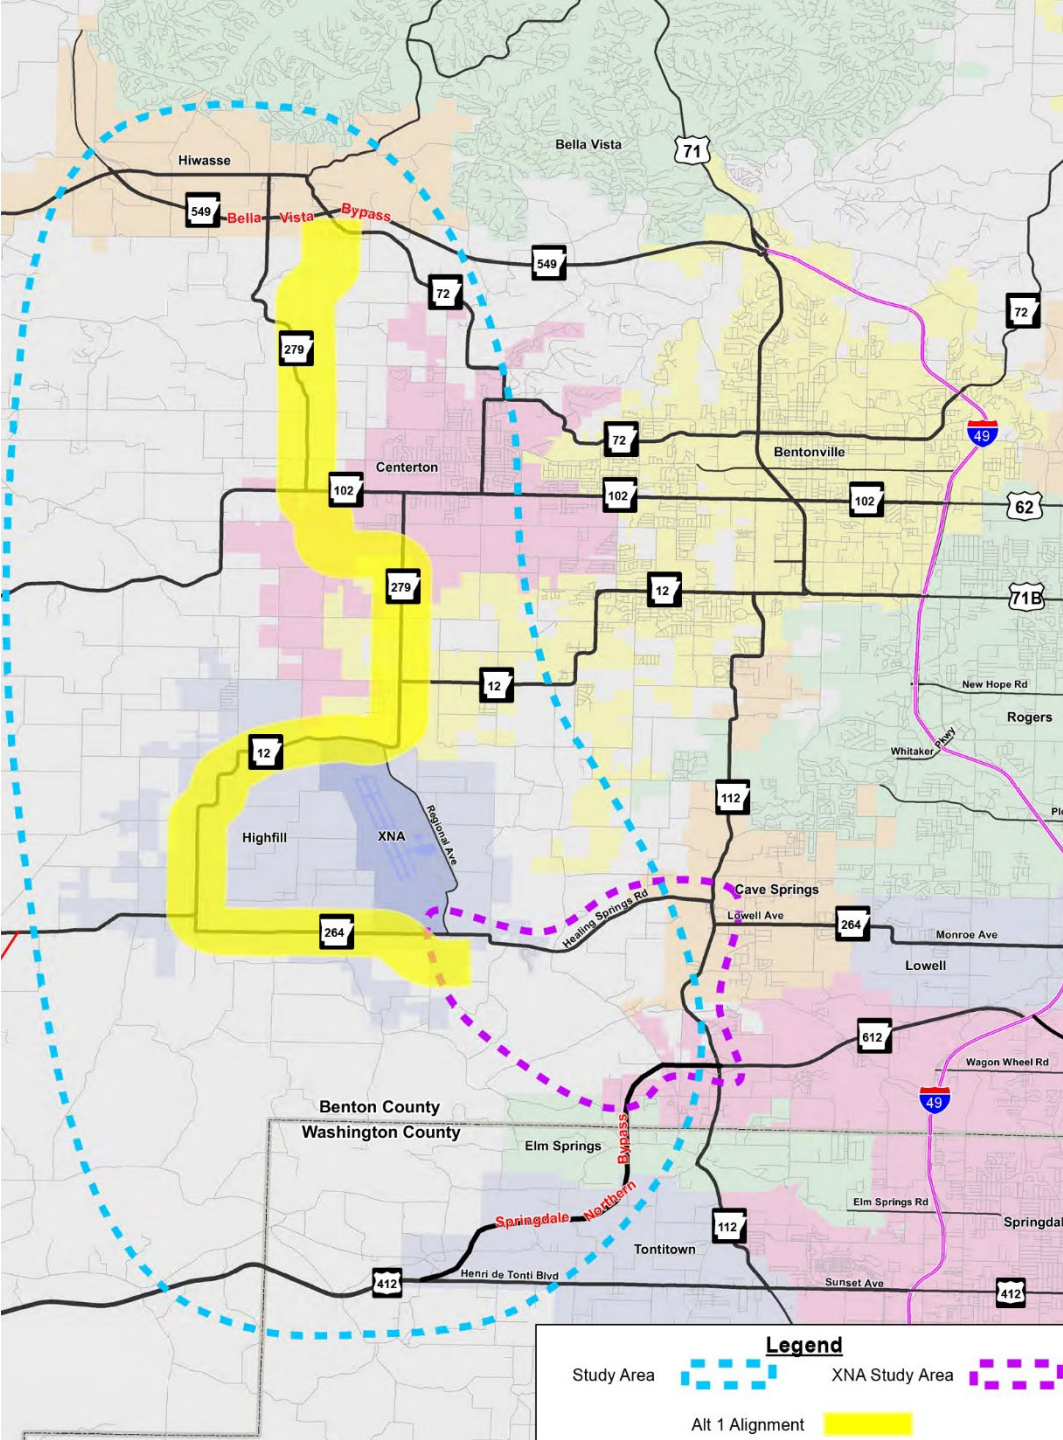 Bella Vista
71
Hiwasse
549
Bella Vista Bypass
549
72
72
279
72
49
Bentonville
Centerton
102
102
102
62
279
12
71B
12
New Hope Rd
Rogers
Whitaker Pkwy
12
112
Regional Ave
Highfill
XNA
Cave Springs
Healing Springs Rd
Lowell Ave
264
264
Monroe Ave
Lowell
612
Wagon Wheel Rd
49
Benton County
Washington County
Elm Springs
Springdale Northern Bypass
Elm Springs Rd
112
Springdal
Tontitown
412
Henri de Tonti Blvd
Sunset Ave
412
Legend
Study Area
XNA Study Area
Alt 1 Alignment